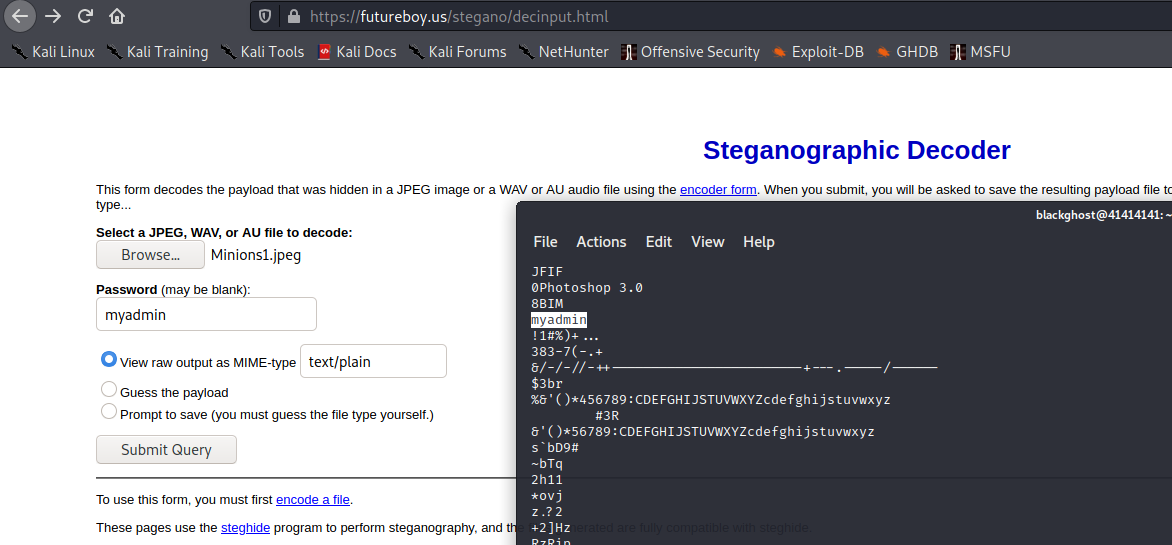 https://futureboy.us/stegano/decinput.html
Kali Linux Kali Training Kali Tools Kali Docs Kali Forums NetHunter Offensive Security Exploit-DB GHDB MSFU
Steganographic Decoder
This form decodes the payload that was hidden in a JPEG image or a WAV or AU audio file using the encoder form. When you submit, you will be asked to save the resulting payload file to
type...
Select a JPEG, WAV, or AU file to decode:
Browse... Minions1.jpeg
Password (may be blank):
myadmin
View raw output as MIME-type text/plain
Guess the payload
Prompt to save (you must guess the file type yourself.)
Submit Query
To use this form, you must first encode a file.
These pages use the steghide program to perform steganography, and the files generated are fully compatible with steghide
blackghost@41414141:~
File Actions Edit View Help
JFIF
0Photoshop 3.0
8BIM
myadmin
!1#%)+...
383-7(-.+
&/-/-//-++--------------------------+---.-----/------
$3br
%&'()*456789:CDEFGHIJSTUVWXYZcdefghijstuvwxyz
#3R
&'()*56789:CDEFGHIJSTUVWXYZcdefghijstuvwxyz
s`bD9#
~bTq
2h11
*ovj
z.?2
+2]Hz
RzRip